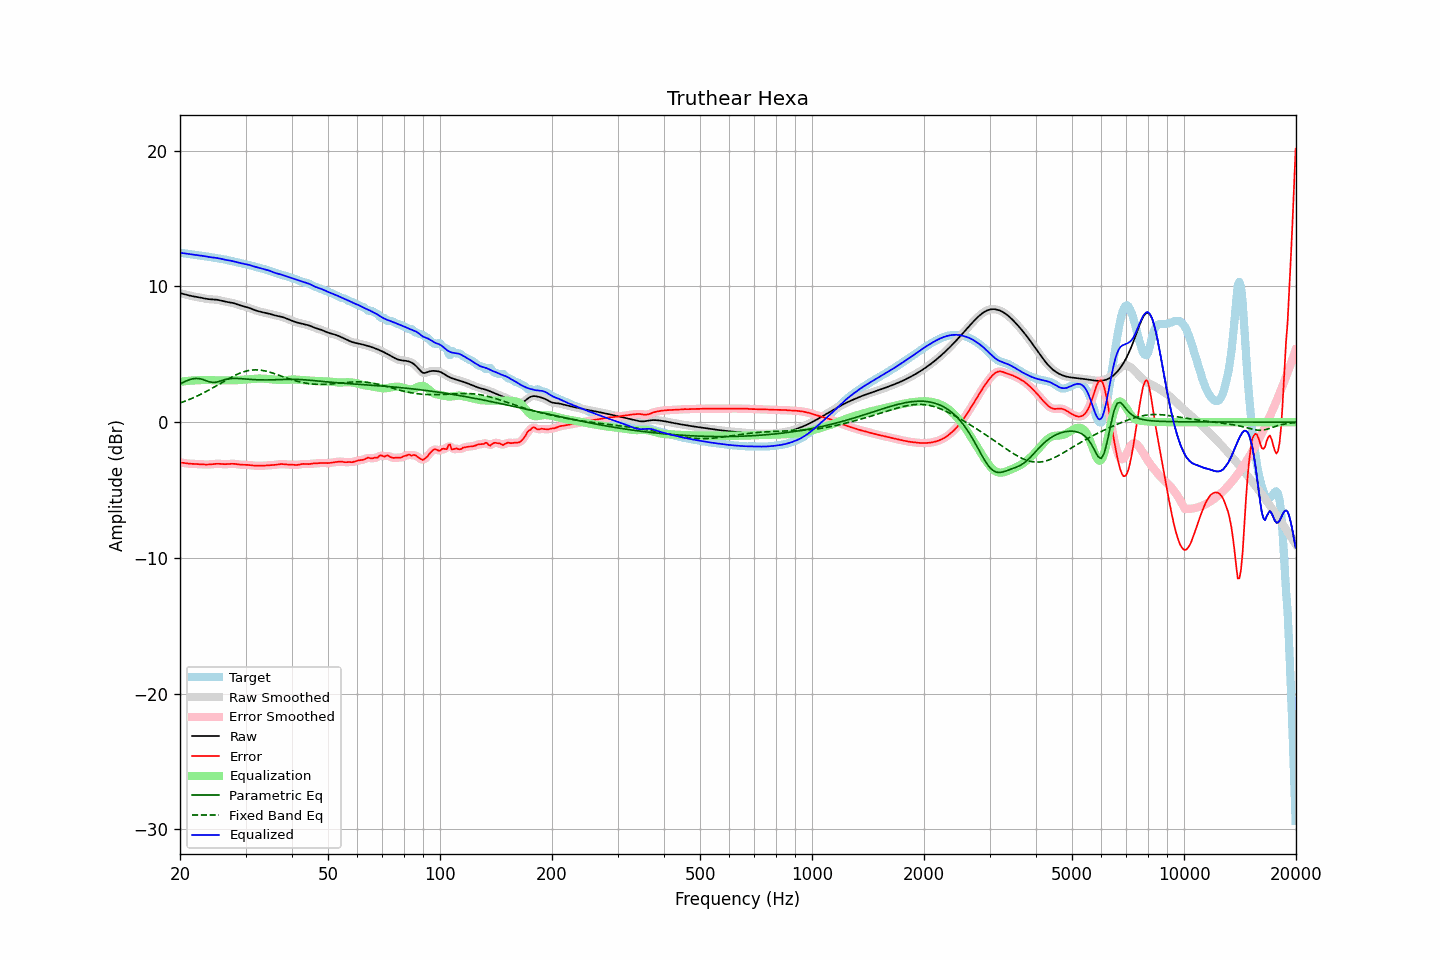 Truthear Hexa
20
10
0
−10
−20
−30
Amplitude (dBr)
Target
Raw Smoothed
Error Smoothed
Raw
Error
Equalization
Parametric Eq
Fixed Band Eq
Equalized
20 50 100 200 500 1000 2000 5000 10000 20000
Frequency (Hz)